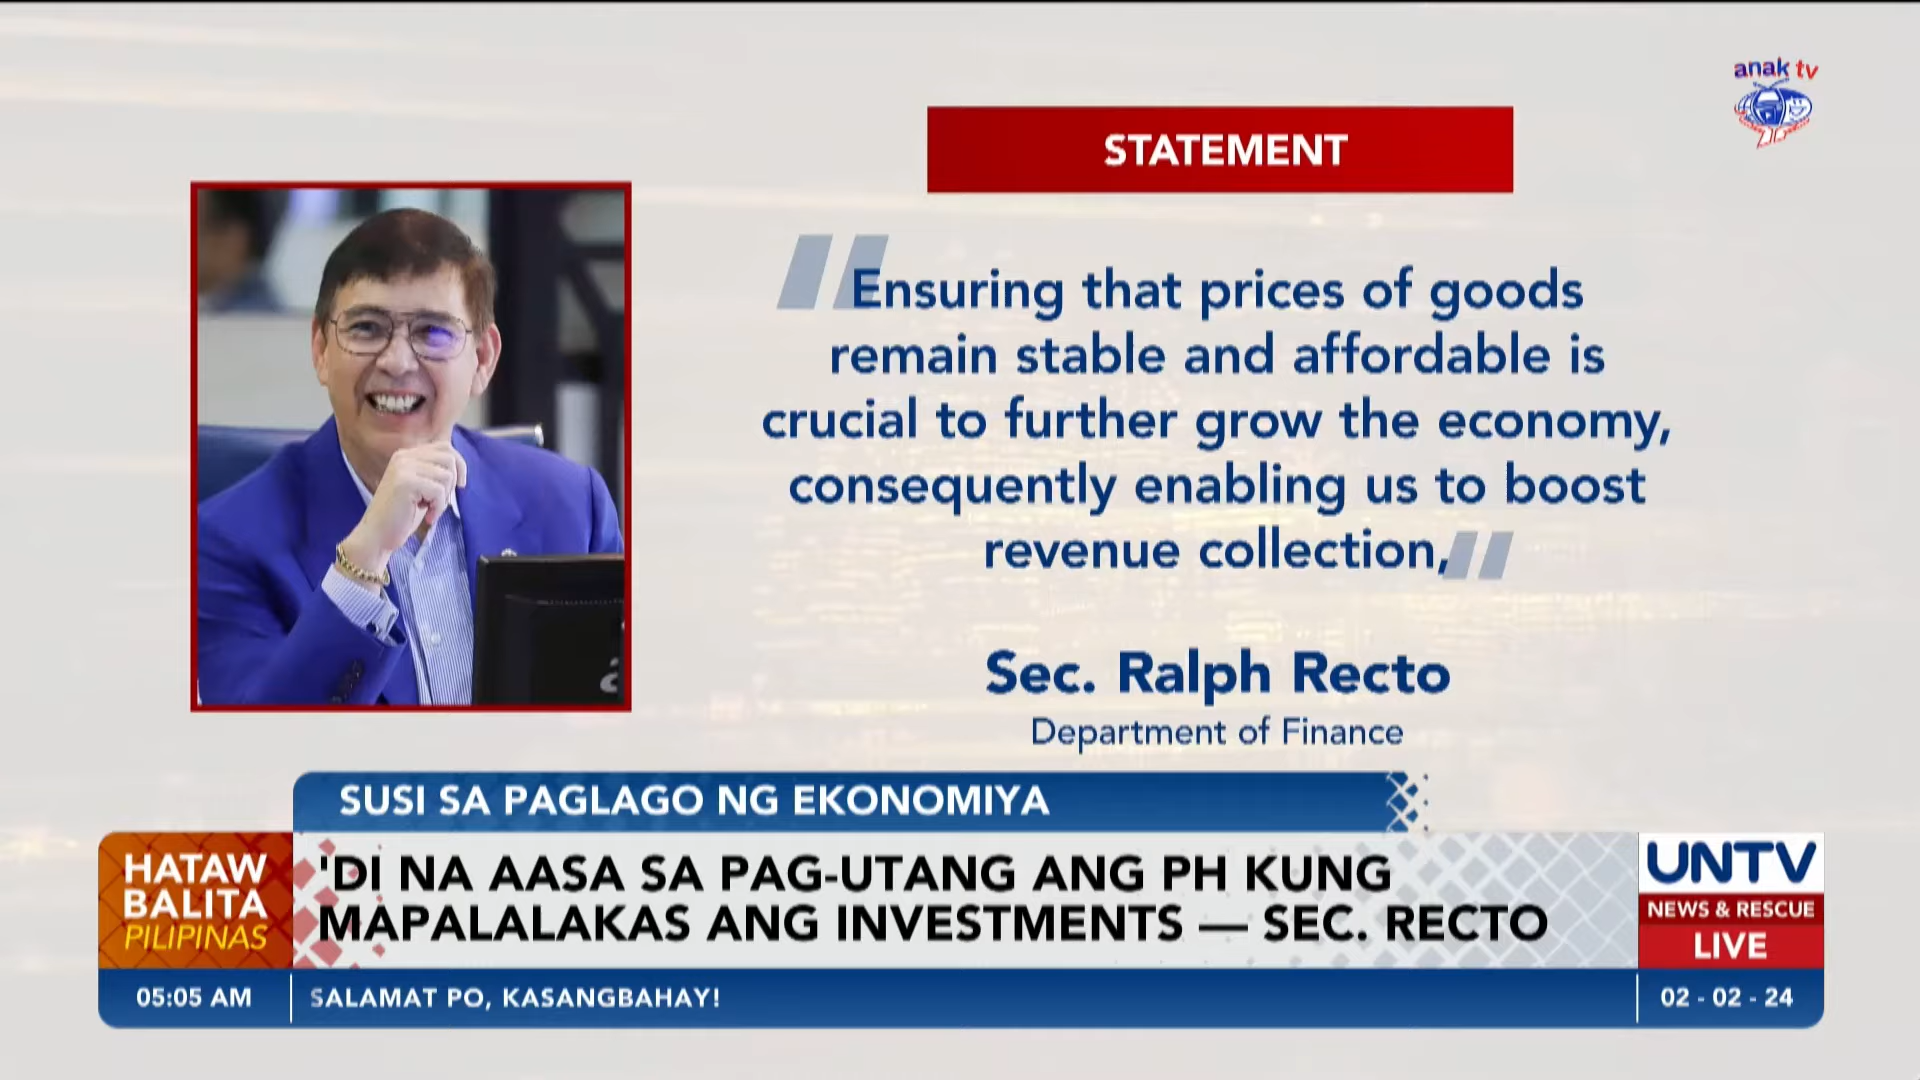 anak tv
STATEMENT
Ensuring that prices of goods
remain stable and affordable is
crucial to further grow the economy,
consequently enabling us to boost
revenue collection,
Sec. Ralph Recto
Department of Finance
SUSI SA PAGLAGO NG EKONOMIYA
HATAW
BALITA
PILIPINAS
'DI NA AASA SA PAG-UTANG ANG PH KUNG
MAPALALAKAS ANG INVESTMENTS — SEC. RECTO
UNTV
NEWS & RESCUE
LIVE
05:05 AM
SALAMAT PO, KASANGBAHAY!
02 - 02 - 24